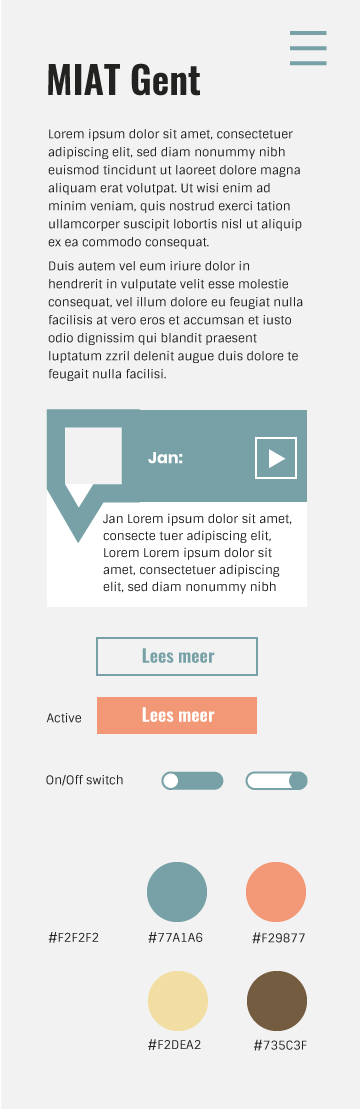 MIAT Gent
Lorem ipsum dolor sit amet, consectetuer
adipiscing elit, sed diam nonummy nibh
euismod tincidunt ut laoreet dolore magna
aliquam erat volutpat. Ut wisi enim ad
minim veniam, quis nostrud exerci tation
ullamcorper suscipit lobortis nisl ut aliquip
ex ea commodo consequat.
Duis autem vel eum iriure dolor in
hendrerit in vulputate velit esse molestie
consequat, vel illum dolore eu feugiat nulla
facilisis at vero eros et accumsan et iusto
odio dignissim qui blandit praesent
luptatum zzril delenit augue duis dolore te
feugait nulla facilisi.
Jan:
Jan Lorem ipsum dolor sit amet,
consecte tuer adipiscing elit,
Lorem Lorem ipsum dolor sit
amet, consectetuer adipiscing
elit, sed diam nonummy nibh
Lees meer
Active Lees meer
On/Off switch
#F2F2F2 #77A1A6 #F29877
#F2DEA2 #735C3F